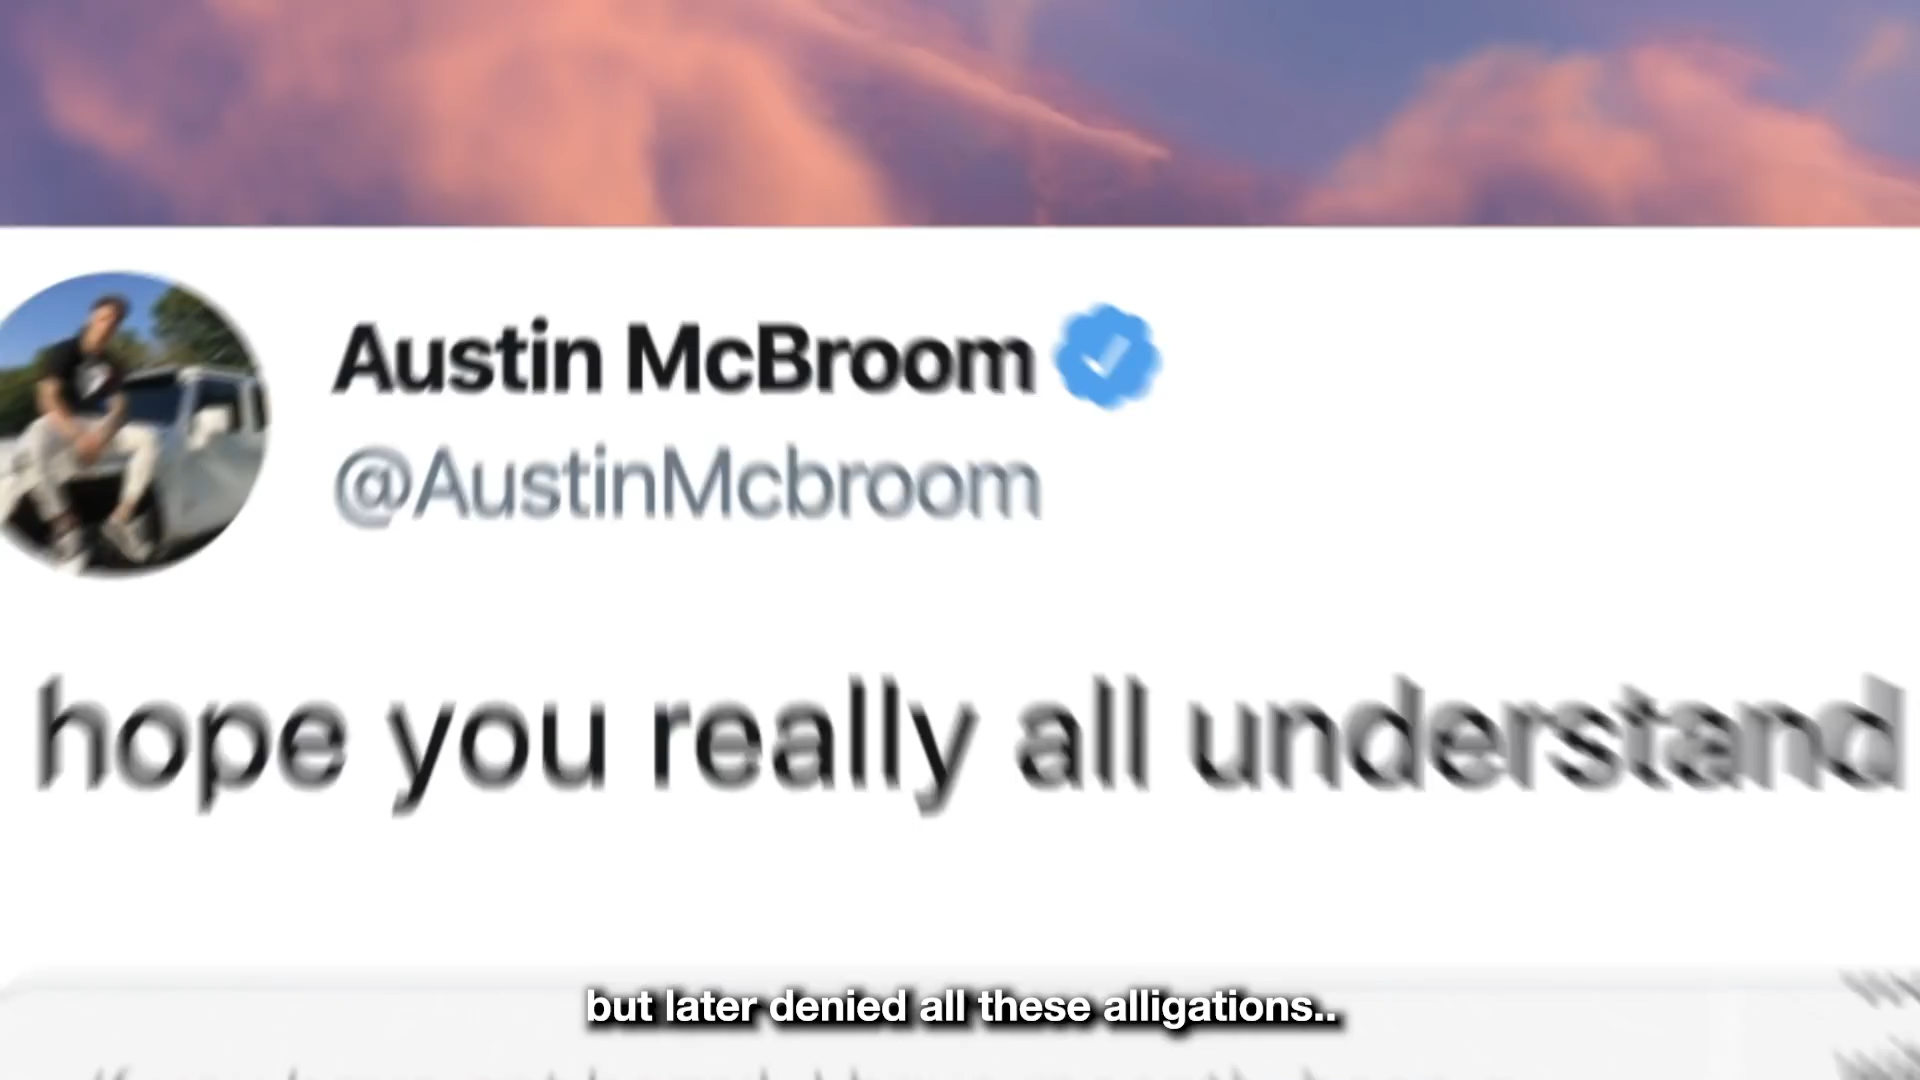 Austin McBroom
@AustinMcbroom
hope you really all understand
but later denied all these alligations..